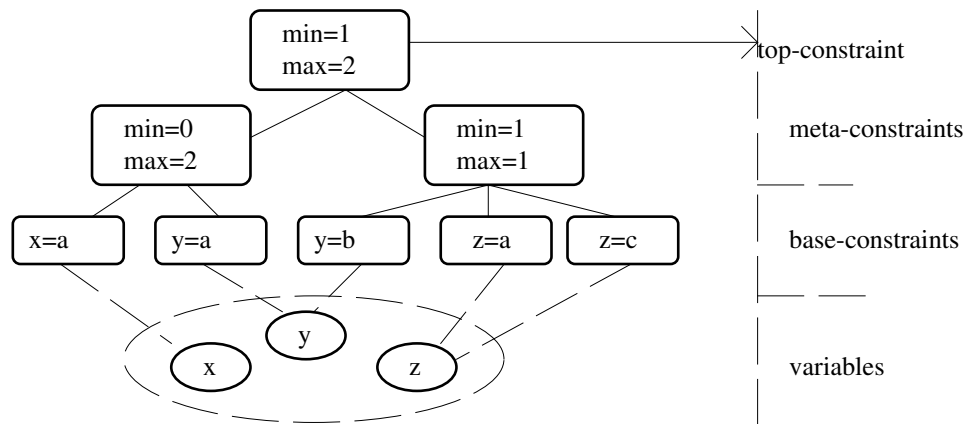 min=1
max=2
top-constraint
min=0
max=2
min=1
max=1
meta-constraints
x=a
y=a
y=b
z=a
z=c
base-constraints
y
x
z
variables